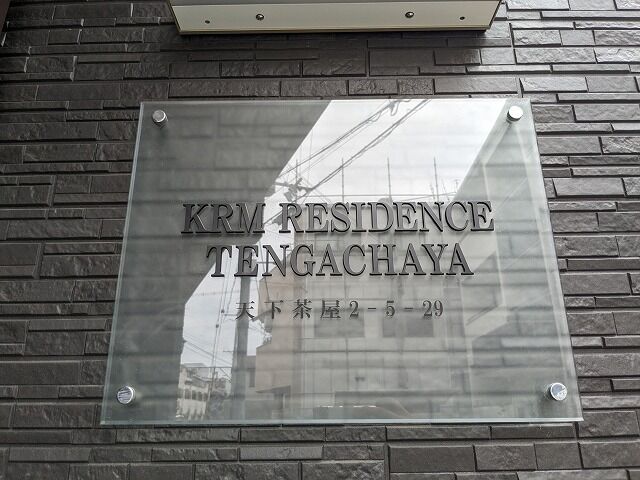 KRM RESIDENCE
TENGACHAYA
天下茶屋2-5-29